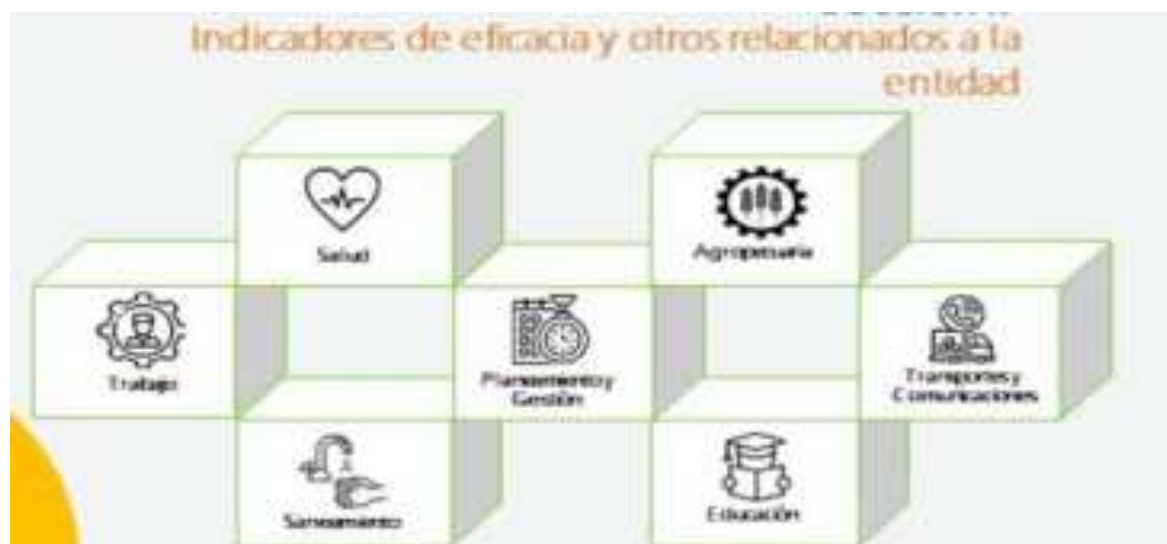 Indicadores de eficacia y otros relacionados a la
entidad
Salud
Agropecuaria
Trabajo
Planeamiento y
Gestión
Transportes y
Comunicaciones
Saneamiento
Educación